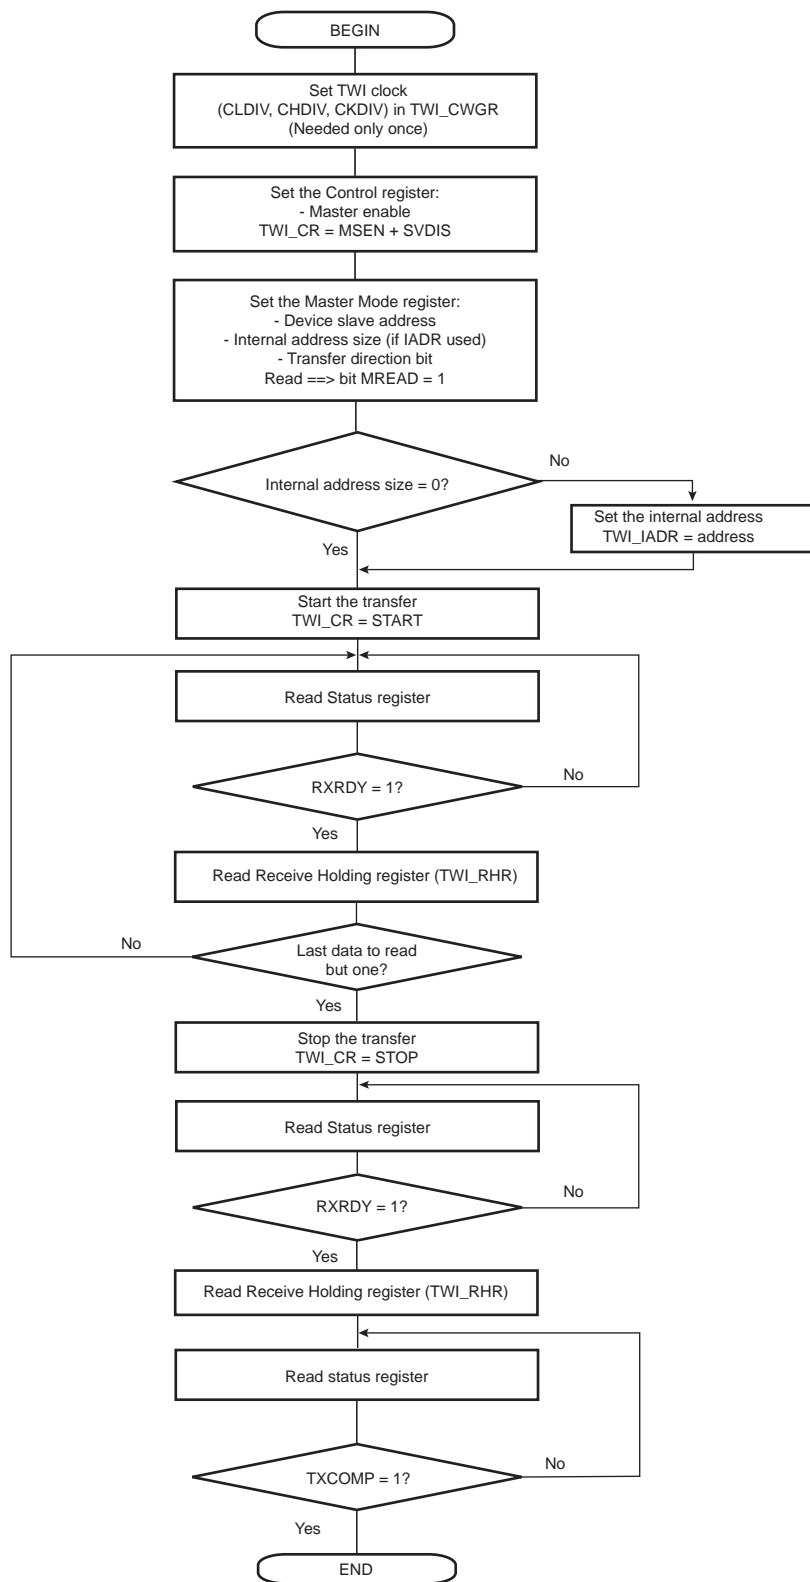 BEGIN
Set TWI clock
(CLDIV, CHDIV, CKDIV) in TWI_CWGR
(Needed only once)
Set the Control register:
- Master enable
TWI_CR = MSEN + SVDIS
Set the Master Mode register:
- Device slave address
- Internal address size (if IADR used)
- Transfer direction bit
Read ==> bit MREAD = 1
Internal address size = 0?
No
Set the internal address
TWI_IADR = address
Yes
Start the transfer
TWI_CR = START
Read Status register
RXRDY = 1?
No
Yes
Read Receive Holding register (TWI_RHR)
No
Last data to read
but one?
Yes
Stop the transfer
TWI_CR = STOP
Read Status register
RXRDY = 1?
No
Yes
Read Receive Holding register (TWI_RHR)
Read status register
TXCOMP = 1?
No
Yes
END